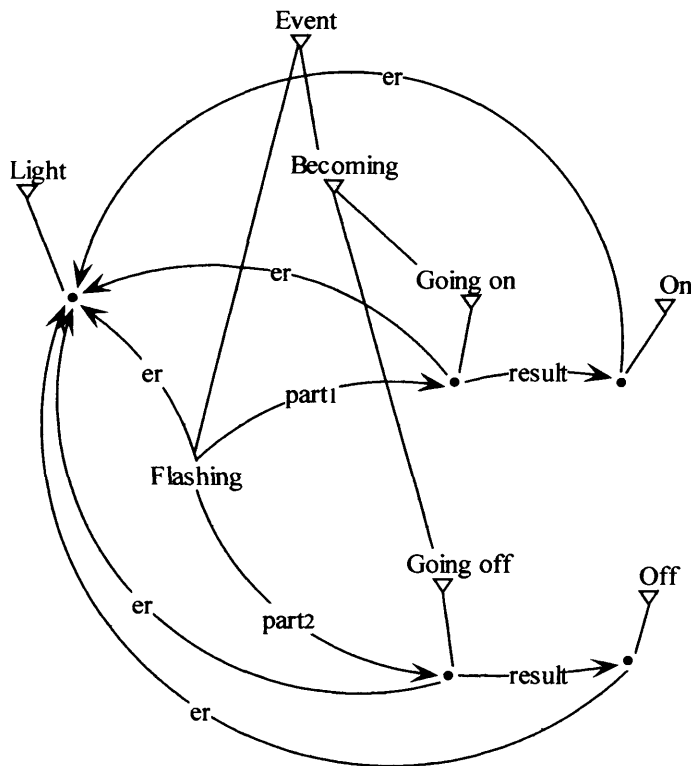 Event
er
Becoming
Light
er
Going on
On
er
part1
result
Flashing
Going off
Off
er
part2
result
er